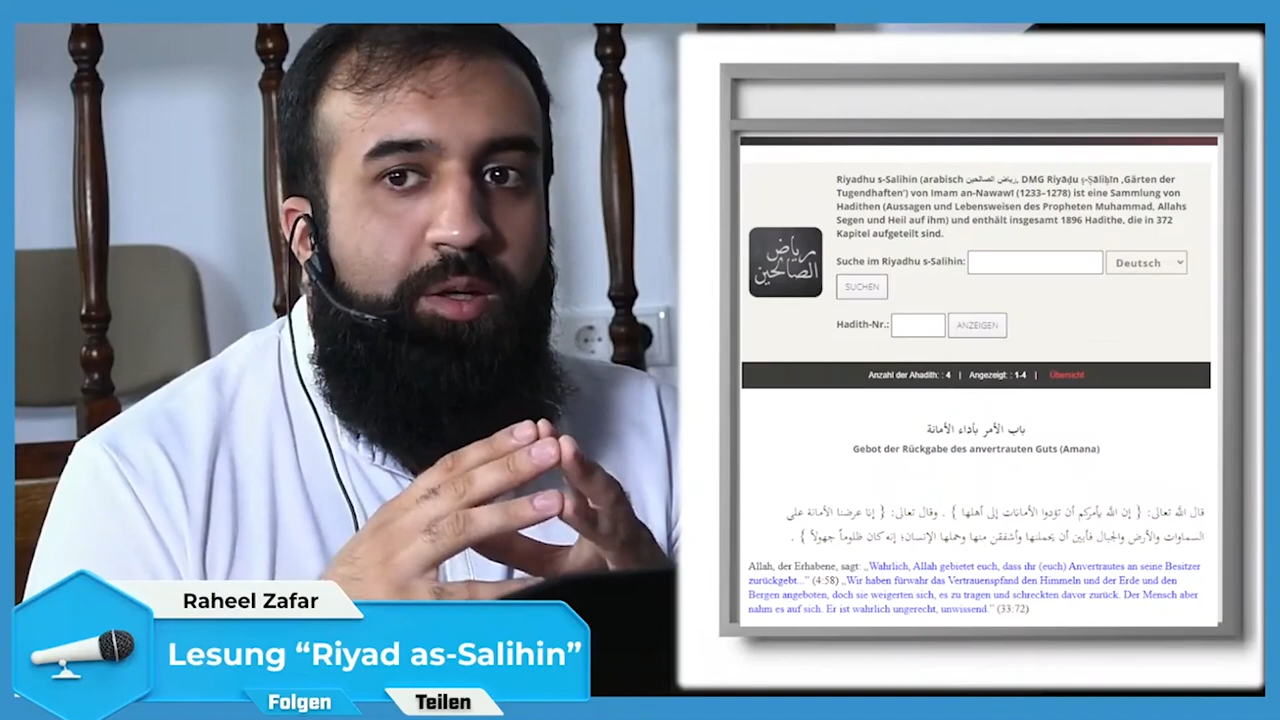 Riyadhu s-Salihin (arabisch رياض الصالحين, DMG Riyāḍu ṣ-Ṣāliḥīn ‚Gärten der
Tugendhaften‘) von Imam an-Nawawī (1233–1278) ist eine Sammlung von
Hadithen (Aussagen und Lebensweisen des Propheten Muhammad, Allahs
Segen und Heil auf ihm) und enthält insgesamt 1896 Hadithe, die in 372
Kapitel aufgeteilt sind.
رياض
الصالحين
Suche im Riyadhu s-Salihin:
Deutsch
SUCHEN
Hadith-Nr.:
ANZEIGEN
Anzahl der Ahadith: : 4 | Angezeigt: : 1-4 | Übersicht
باب الأمر بأداء الأمانة
Gebot der Rückgabe des anvertrauten Guts (Amana)
قال الله تعالى: { إن الله يأمركم أن تؤدوا الأمانات إلى أهلها } . وقال تعالى: { إنا عرضنا الأمانة على
السماوات والأرض والجبال فأبين أن يحملنها وأشفقن منها وحملها الإنسان؛ إنه كان ظلوماً جهولاً } .
Allah, der Erhabene, sagt: „Wahrlich, Allah gebietet euch, dass ihr (euch) Anvertrautes an seine Besitzer
zurückgebt...“ (4:58) „Wir haben fürwahr das Vertrauenspfand den Himmeln und der Erde und den
Bergen angeboten, doch sie weigerten sich, es zu tragen und schreckten davor zurück. Der Mensch aber
nahm es auf sich. Er ist wahrlich ungerecht, unwissend.“ (33:72)
Raheel Zafar
Lesung “Riyad as-Salihin”
Folgen
Teilen